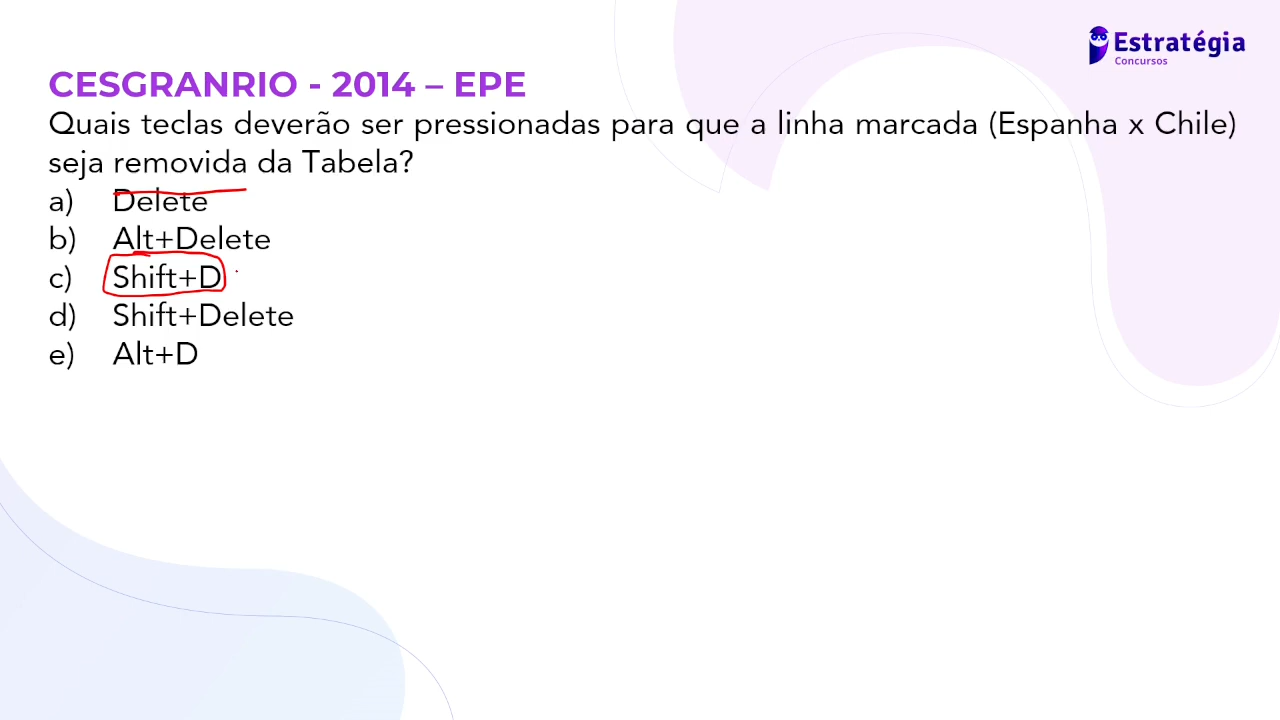 Estratégia
Concursos
CESGRANRIO - 2014 – EPE
Quais teclas deverão ser pressionadas para que a linha marcada (Espanha x Chile)
seja removida da Tabela?
a) Delete
b) Alt+Delete
c) Shift+D
d) Shift+Delete
e) Alt+D